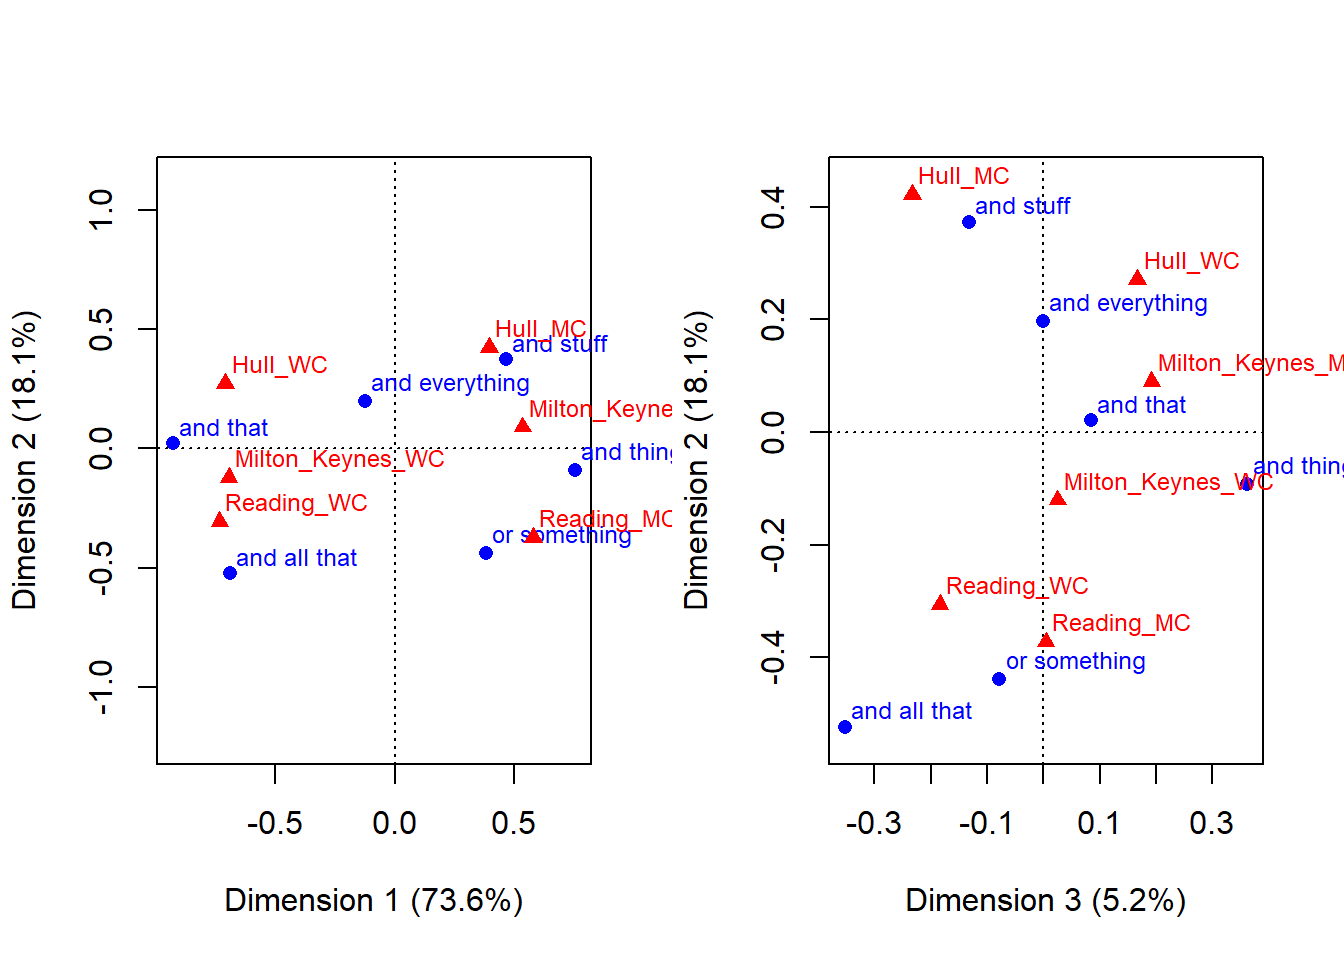 Dimension 2 (18.1%)
1.0
0.5
0.0
-0.5
-1.0
Hull_MC
and stuff
Hull_WC
and everything
Milton_Keyne
and that
and thing
Milton_Keynes_WC
Reading_WC
Reading_MC
or something
and all that
-0.5 0.0 0.5
Dimension 1 (73.6%)
Dimension 2 (18.1%)
0.4
0.2
0.0
-0.2
-0.4
Hull_MC
and stuff
Hull_WC
and everything
Milton_Keynes_M
and that
and thing
Milton_Keynes_WC
Reading_WC
Reading_MC
or something
and all that
-0.3 -0.1 0.1 0.3
Dimension 3 (5.2%)